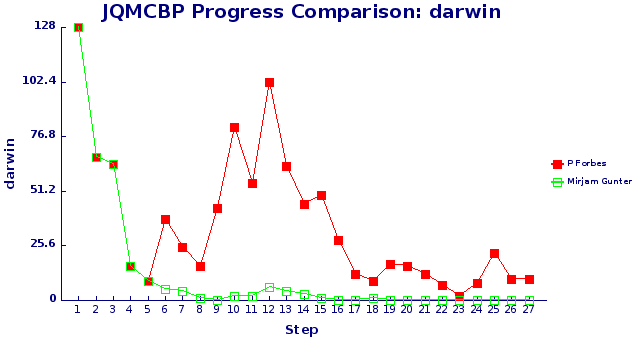 JQMCBP Progress Comparison: darwin
128
102.4
76.8
51.2
25.6
0
darwin
1 2 3 4 5 6 7 8 9 10 11 12 13 14 15 16 17 18 19 20 21 22 23 24 25 26 27
Step
P Forbes
Mirjam Gunter